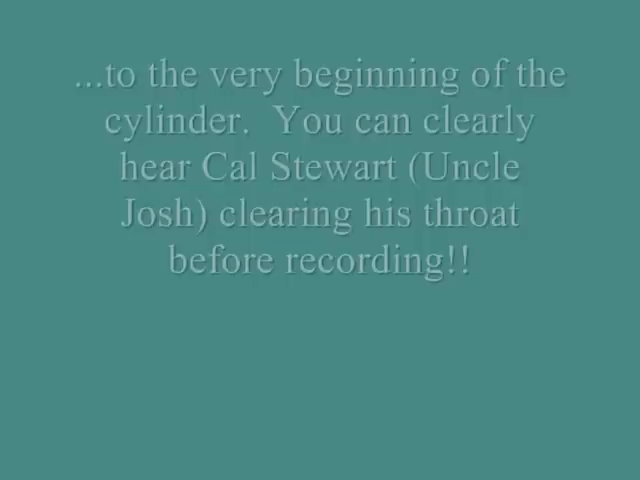 ...to the very beginning of the
cylinder.  You can clearly
hear Cal Stewart (Uncle
Josh) clearing his throat
before recording!!